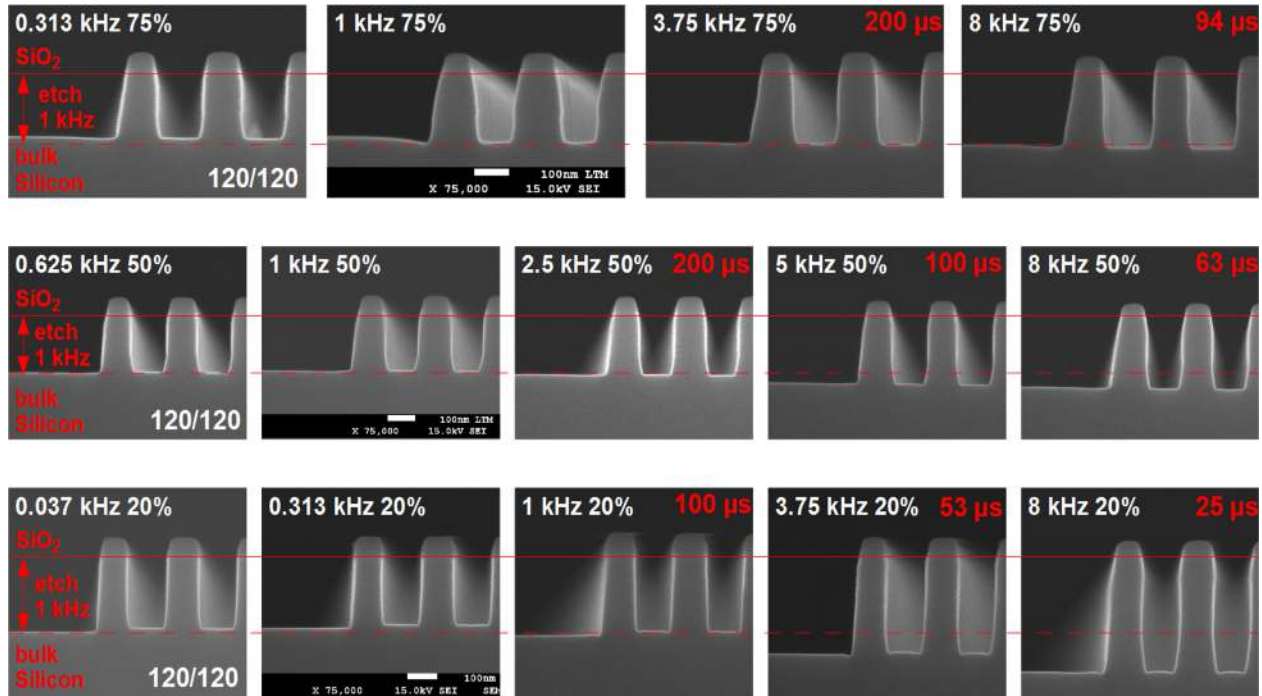 0.313 kHz 75%
SiO2
etch
1 kHz
bulk
Silicon
120/120
1 kHz 75%
100nm LTM
X 75,000 15.0kV SEI
3.75 kHz 75% 200 µs
8 kHz 75% 94 µs
0.625 kHz 50%
SiO2
etch
1 kHz
bulk
Silicon
120/120
1 kHz 50%
100nm LTM
X 75,000 15.0kV SEI
2.5 kHz 50% 200 µs
5 kHz 50% 100 µs
8 kHz 50% 63 µs
0.037 kHz 20%
SiO2
etch
1 kHz
bulk
Silicon
120/120
0.313 kHz 20%
100nm
X 75,000 15.0kV SEI SEM
1 kHz 20% 100 µs
3.75 kHz 20% 53 µs
8 kHz 20% 25 µs